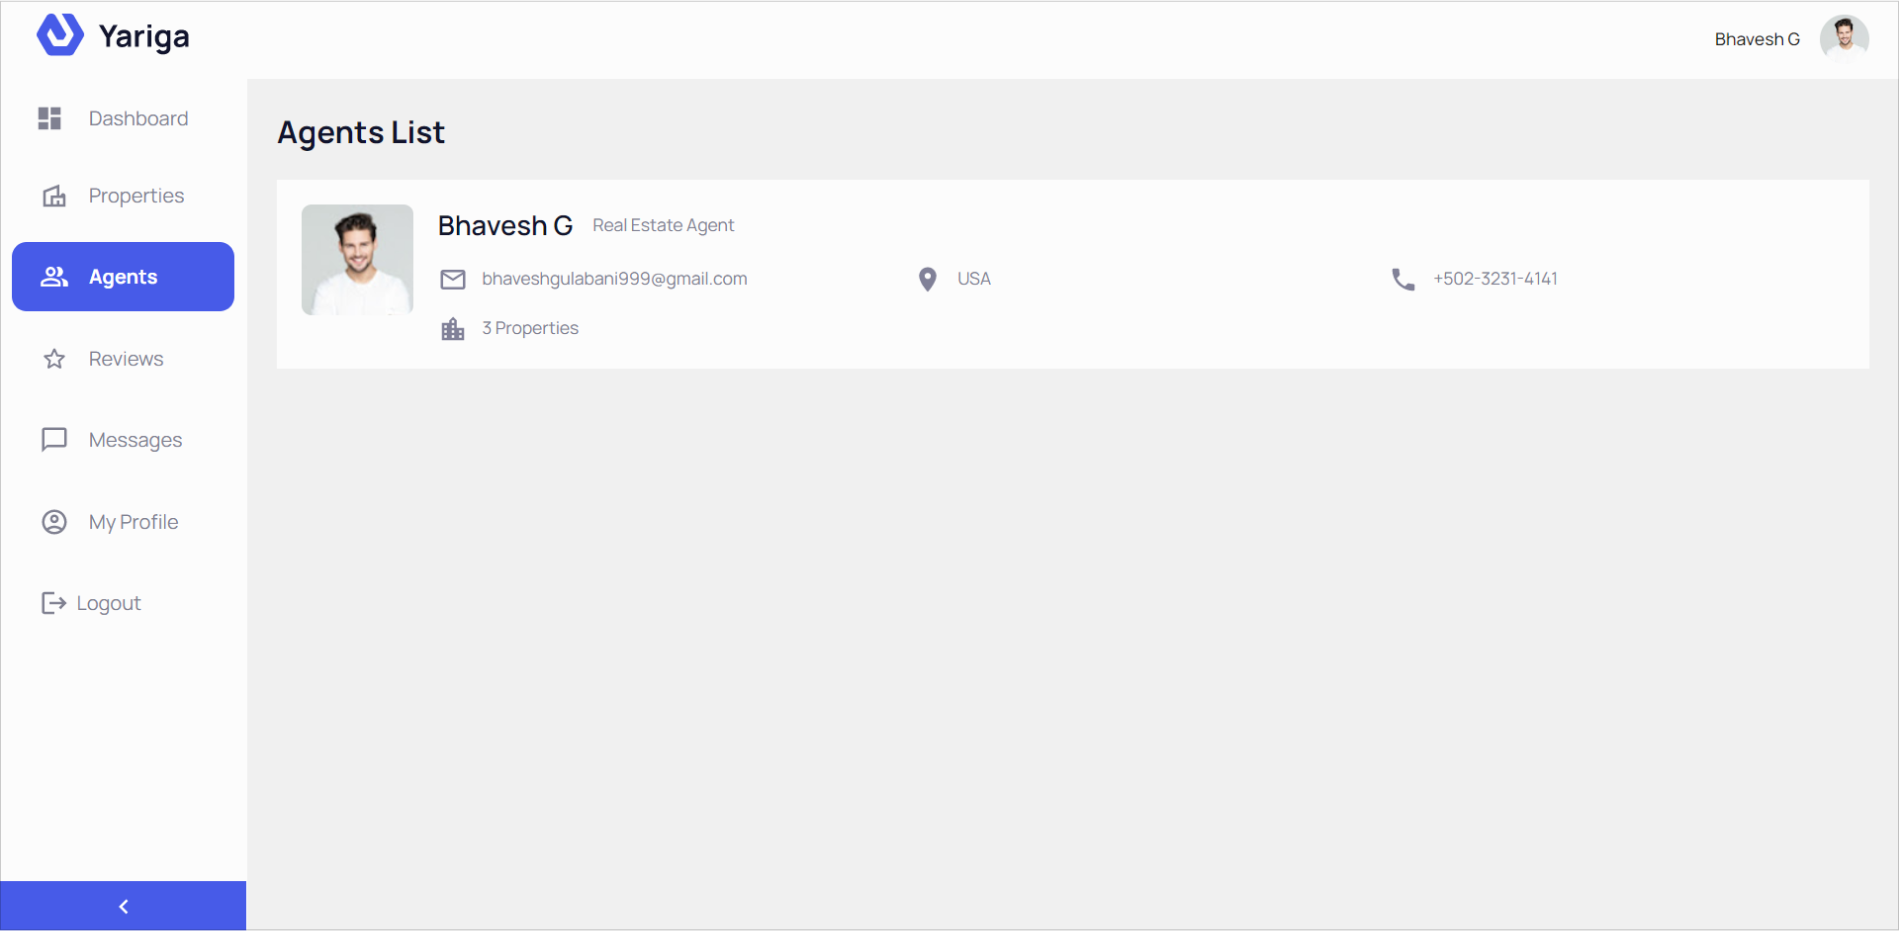 Yariga
Bhavesh G
Dashboard
Properties
Agents
Reviews
Messages
My Profile
Logout
Agents List
Bhavesh G Real Estate Agent
bhaveshgulabani999@gmail.com USA +502-3231-4141
3 Properties